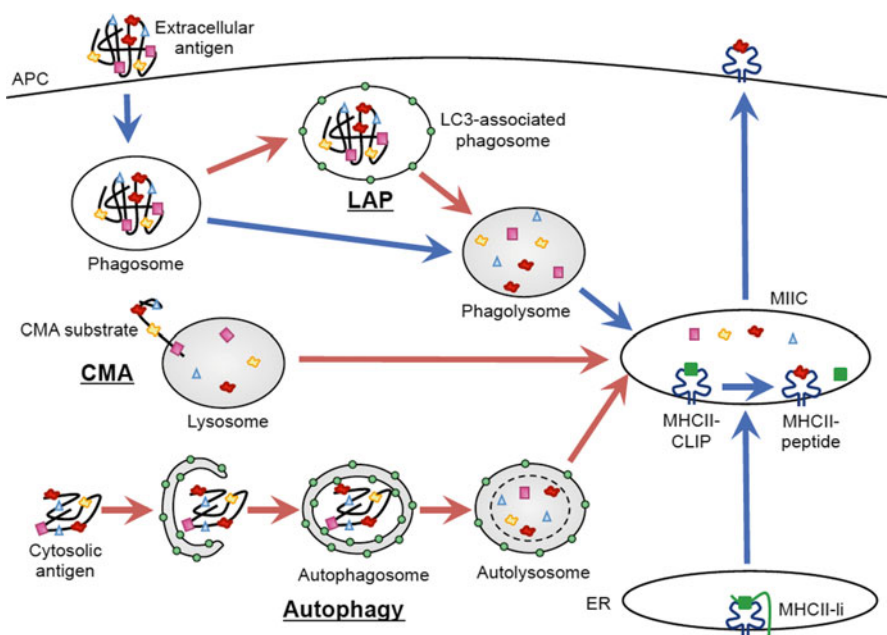 Extracellular
antigen
APC
LC3-associated
phagosome
LAP
Phagosome
Phagolysome
MIIC
CMA substrate
CMA
Lysosome
MHCII-
CLIP
MHCII-
peptide
Cytosolic
antigen
Autophagosome
Autolysosome
Autophagy
ER
MHCII-Ii